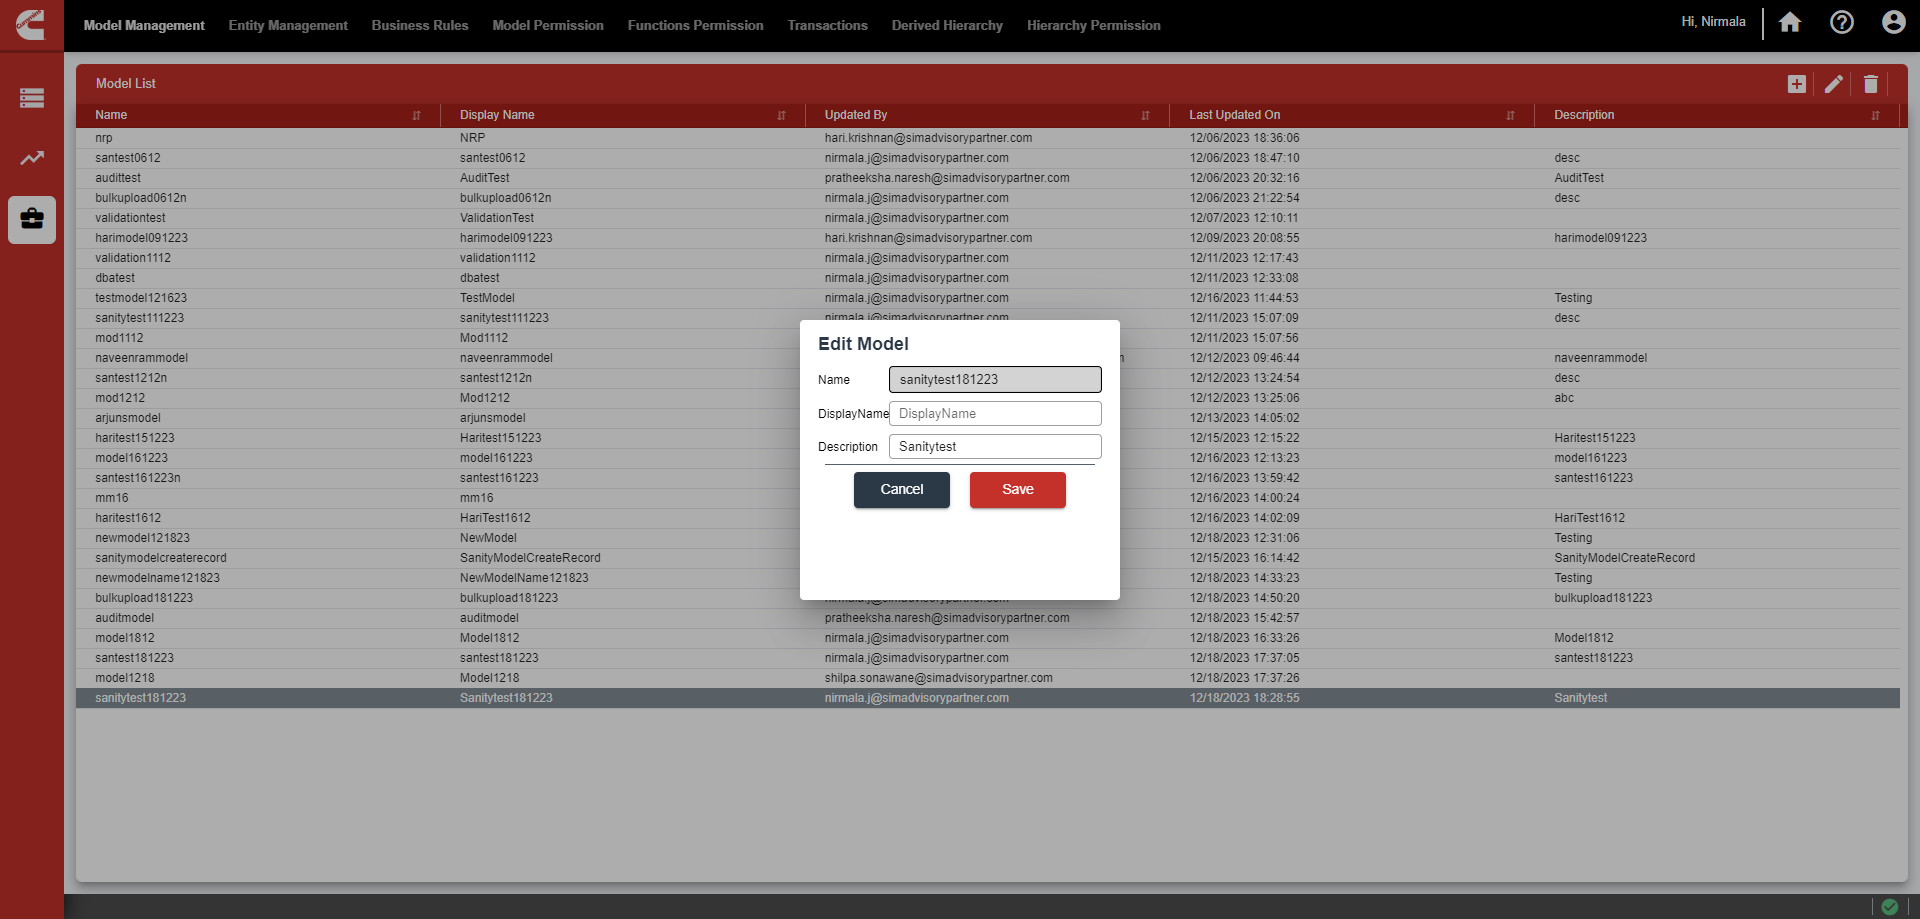 Model Management Entity Management Business Rules Model Permission Functions Permission Transactions Derived Hierarchy Hierarchy Permission Hi, Nirmala
Model List
Name Display Name Updated By Last Updated On Description
nrp NRP hari.krishnan@simadvisorypartner.com 12/06/2023 18:36:06
santest0612 santest0612 nirmala.j@simadvisorypartner.com 12/06/2023 18:47:10 desc
audittest AuditTest pratheeksha.naresh@simadvisorypartner.com 12/06/2023 20:32:16 AuditTest
bulkupload0612n bulkupload0612n nirmala.j@simadvisorypartner.com 12/06/2023 21:22:54 desc
validationtest ValidationTest nirmala.j@simadvisorypartner.com 12/07/2023 12:10:11
harimodel091223 harimodel091223 hari.krishnan@simadvisorypartner.com 12/09/2023 20:08:55 harimodel091223
validation1112 validation1112 nirmala.j@simadvisorypartner.com 12/11/2023 12:17:43
dbatest dbatest nirmala.j@simadvisorypartner.com 12/11/2023 12:33:08
testmodel121623 TestModel nirmala.j@simadvisorypartner.com 12/16/2023 11:44:53 Testing
sanitytest111223 sanitytest111223 nirmala.j@simadvisorypartner.com 12/11/2023 15:07:09 desc
mod1112 Mod1112 12/11/2023 15:07:56
naveenrammodel naveenrammodel 12/12/2023 09:46:44 naveenrammodel
santest1212n santest1212n 12/12/2023 13:24:54 desc
mod1212 Mod1212 12/12/2023 13:25:06 abc
arjunsmodel arjunsmodel 12/13/2023 14:05:02
haritest151223 Haritest151223 12/15/2023 12:15:22 Haritest151223
model161223 model161223 12/16/2023 12:13:23 model161223
santest161223n santest161223 12/16/2023 13:59:42 santest161223
mm16 mm16 12/16/2023 14:00:24
haritest1612 HariTest1612 12/16/2023 14:02:09 HariTest1612
newmodel121823 NewModel 12/18/2023 12:31:06 Testing
sanitymodelcreaterecord SanityModelCreateRecord 12/15/2023 16:14:42 SanityModelCreateRecord
newmodelname121823 NewModelName121823 12/18/2023 14:33:23 Testing
bulkupload181223 bulkupload181223 nirmala.j@simadvisorypartner.com 12/18/2023 14:50:20 bulkupload181223
auditmodel auditmodel pratheeksha.naresh@simadvisorypartner.com 12/18/2023 15:42:57
model1812 Model1812 nirmala.j@simadvisorypartner.com 12/18/2023 16:33:26 Model1812
santest181223 santest181223 nirmala.j@simadvisorypartner.com 12/18/2023 17:37:05 santest181223
model1218 Model1218 shilpa.sonawane@simadvisorypartner.com 12/18/2023 17:37:26
sanitytest181223 Sanitytest181223 nirmala.j@simadvisorypartner.com 12/18/2023 18:28:55 Sanitytest
Edit Model
Name sanitytest181223
DisplayName DisplayName
Description Sanitytest
Cancel Save